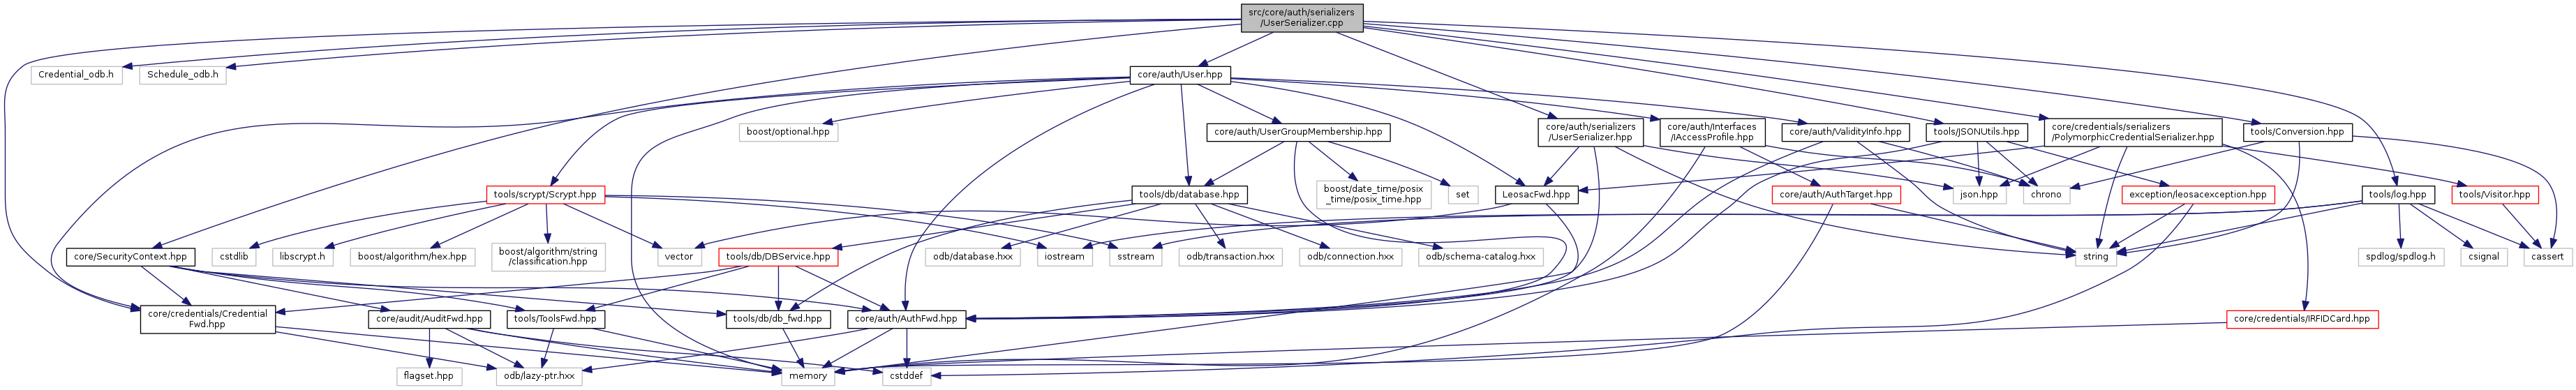 src/core/auth/serializers
/UserSerializer.cpp
Credential_odb.h
Schedule_odb.h
core/auth/User.hpp
boost/optional.hpp
core/auth/UserGroupMembership.hpp
core/auth/serializers
/UserSerializer.hpp
core/auth/Interfaces
/IAccessProfile.hpp
core/auth/ValidityInfo.hpp
tools/JSONUtils.hpp
core/credentials/serializers
/PolymorphicCredentialSerializer.hpp
tools/Conversion.hpp
tools/scrypt/Scrypt.hpp
tools/db/database.hpp
boost/date_time/posix
_time/posix_time.hpp
set
LeosacFwd.hpp
core/auth/AuthTarget.hpp
json.hpp
chrono
exception/leosacexception.hpp
tools/log.hpp
tools/Visitor.hpp
core/SecurityContext.hpp
cstdlib
libscrypt.h
boost/algorithm/hex.hpp
boost/algorithm/string
/classification.hpp
vector
tools/db/DBService.hpp
odb/database.hxx
iostream
sstream
odb/transaction.hxx
odb/connection.hxx
odb/schema-catalog.hxx
string
spdlog/spdlog.h
csignal
cassert
core/credentials/Credential
Fwd.hpp
core/audit/AuditFwd.hpp
tools/ToolsFwd.hpp
tools/db/db_fwd.hpp
core/auth/AuthFwd.hpp
core/credentials/IRFIDCard.hpp
flagset.hpp
odb/lazy-ptr.hxx
memory
cstddef